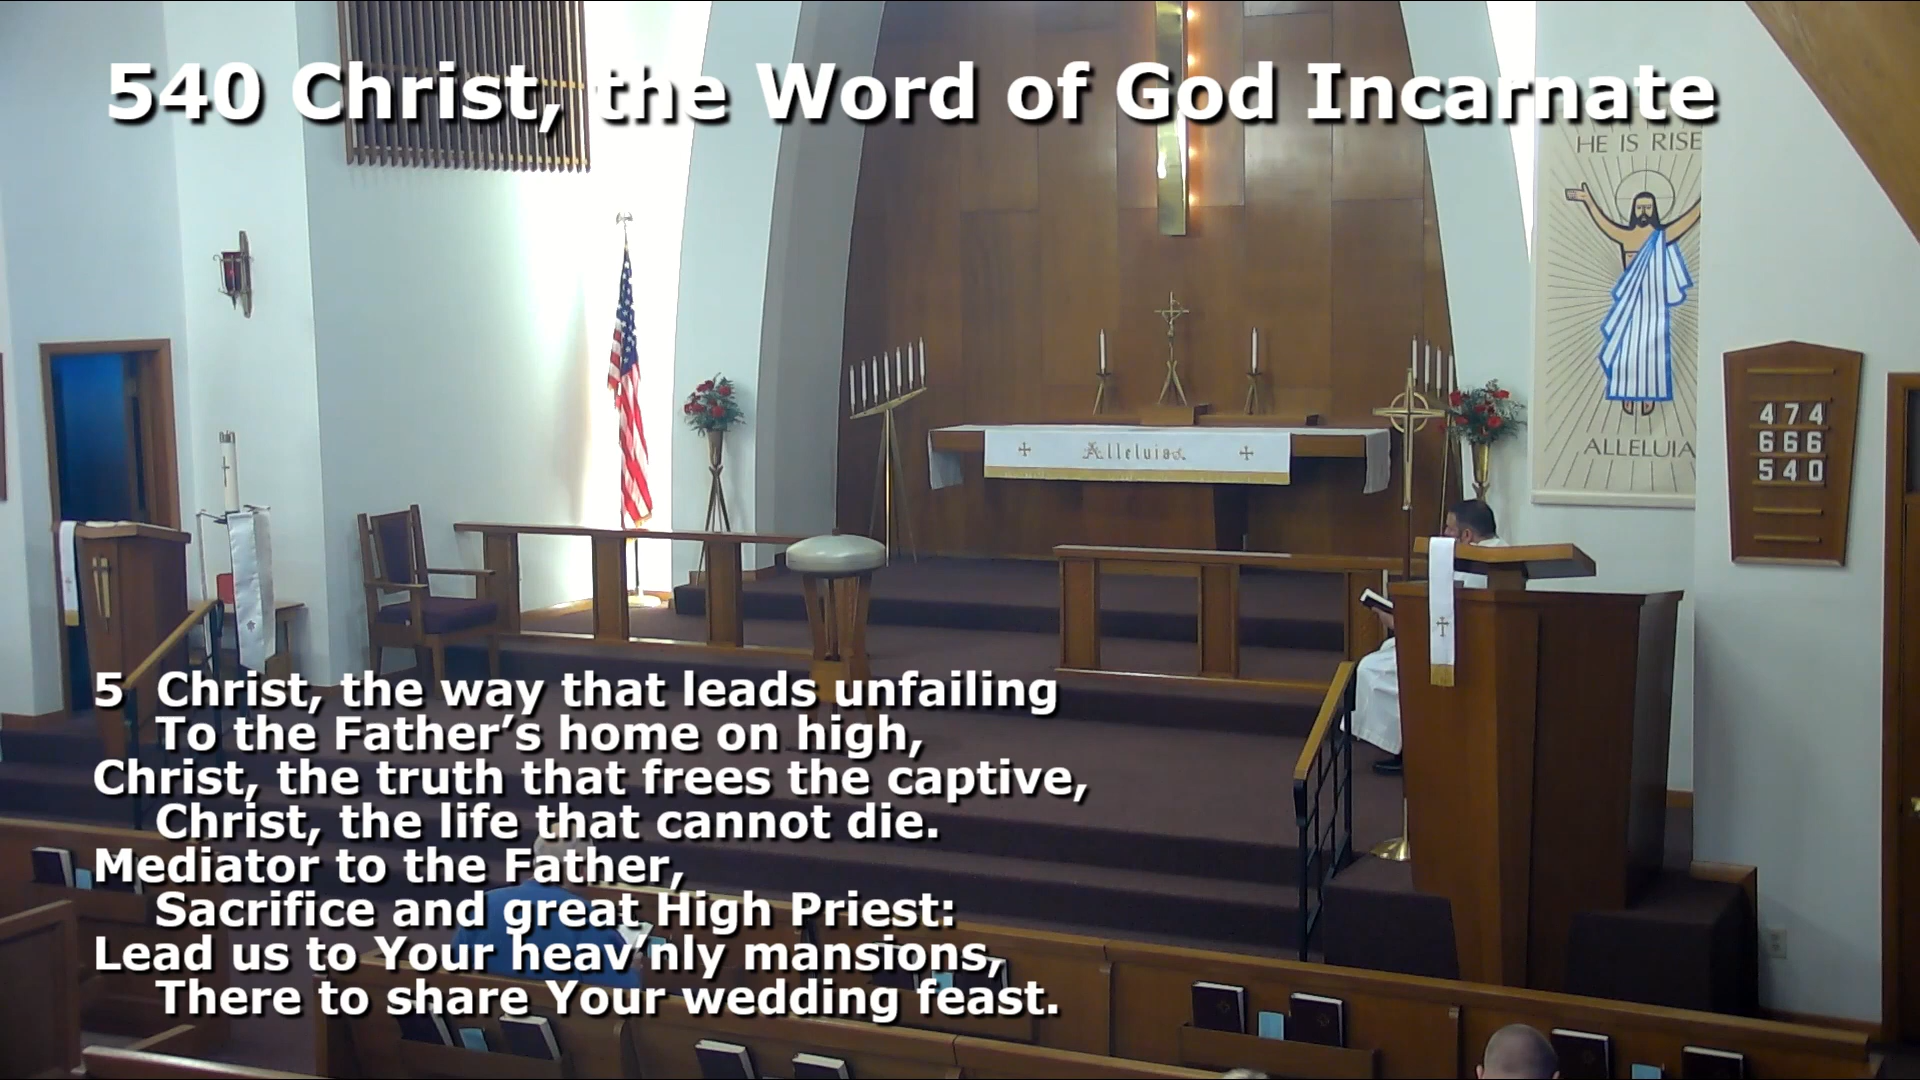 540 Christ, the Word of God Incarnate
HE IS RISE
ALLELUIA
Alleluia
474
666
540
5 Christ, the way that leads unfailing
To the Father’s home on high,
Christ, the truth that frees the captive,
Christ, the life that cannot die.
Mediator to the Father,
Sacrifice and great High Priest:
Lead us to Your heav’nly mansions,
There to share Your wedding feast.